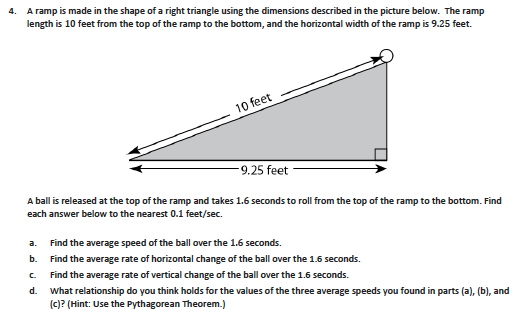 4. A ramp is made in the shape of a right triangle using the dimensions described in the picture below. The ramp
length is 10 feet from the top of the ramp to the bottom, and the horizontal width of the ramp is 9.25 feet.
10 feet
9.25 feet
A ball is released at the top of the ramp and takes 1.6 seconds to roll from the top of the ramp to the bottom. Find
each answer below to the nearest 0.1 feet/sec.
a. Find the average speed of the ball over the 1.6 seconds.
b. Find the average rate of horizontal change of the ball over the 1.6 seconds.
c. Find the average rate of vertical change of the ball over the 1.6 seconds.
d. What relationship do you think holds for the values of the three average speeds you found in parts (a), (b), and
(c)? (Hint: Use the Pythagorean Theorem.)